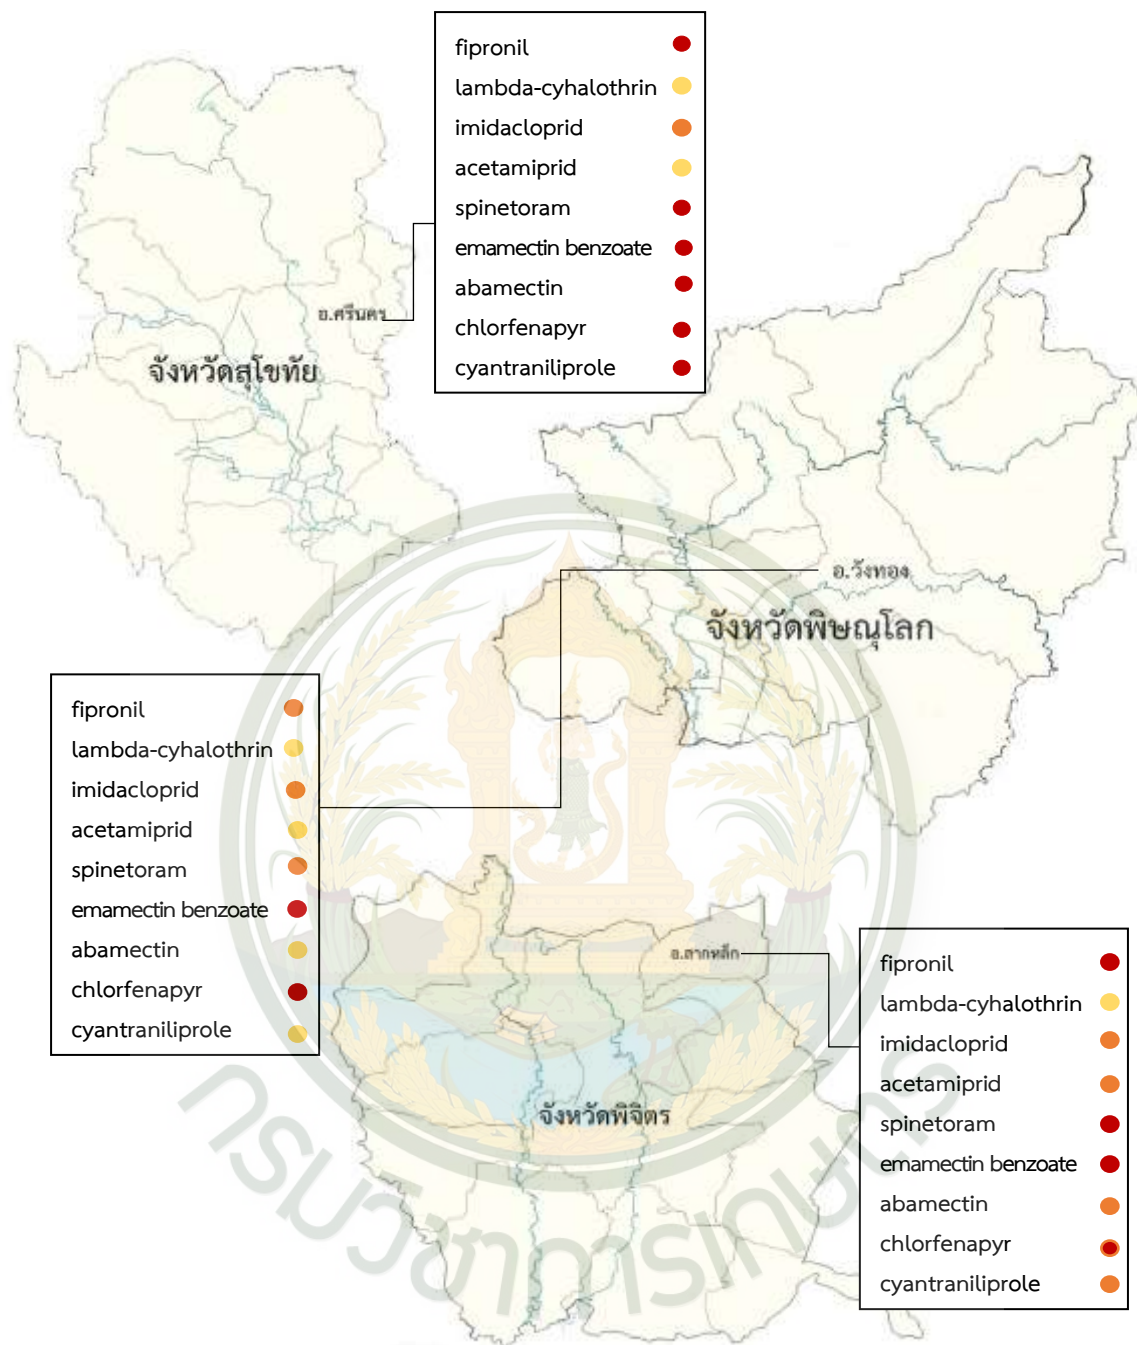 fipronil
lambda-cyhalothrin
imidacloprid
acetamiprid
spinetoram
emamectin benzoate
abamectin
chlorfenapyr
cyantraniliprole
อ.ศรีนคร
จังหวัดสุโขทัย
อ.วังทอง
จังหวัดพิษณุโลก
fipronil
lambda-cyhalothrin
imidacloprid
acetamiprid
spinetoram
emamectin benzoate
abamectin
chlorfenapyr
cyantraniliprole
อ.สากเหล็ก
จังหวัดพิจิตร
fipronil
lambda-cyhalothrin
imidacloprid
acetamiprid
spinetoram
emamectin benzoate
abamectin
chlorfenapyr
cyantraniliprole
กรมวิชาการเกษตร